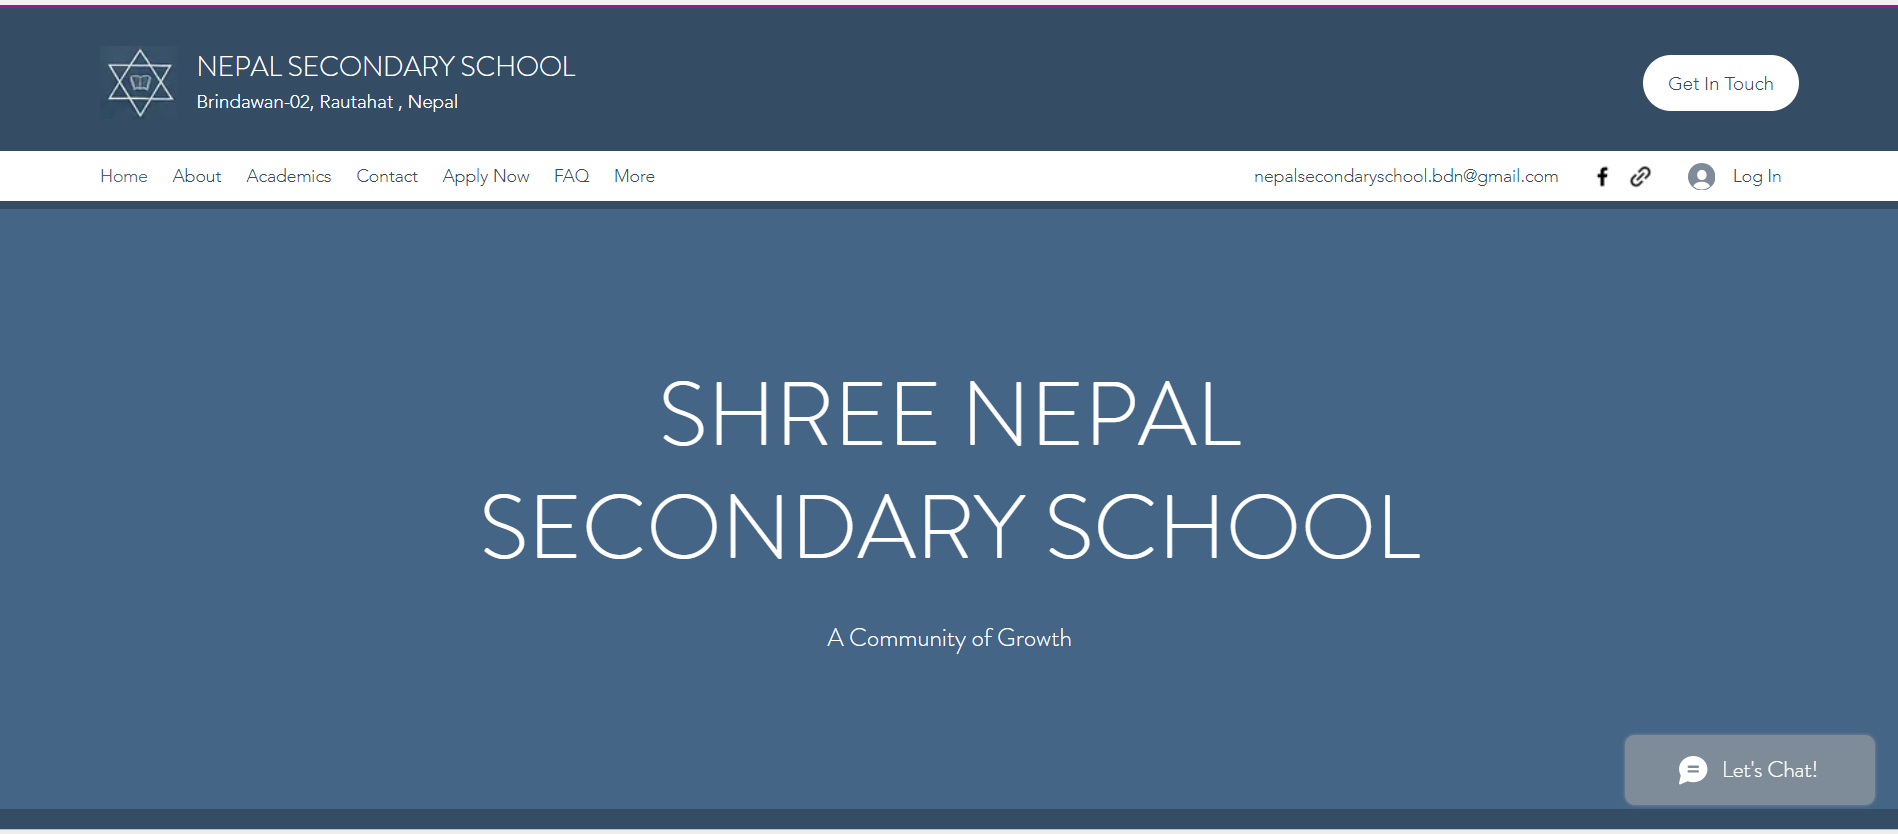 NEPAL SECONDARY SCHOOL
Brindawan-02, Rautahat , Nepal
Get In Touch
Home About Academics Contact Apply Now FAQ More nepalsecondaryschool.bdn@gmail.com Log In
SHREE NEPAL
SECONDARY SCHOOL
A Community of Growth
Let's Chat!